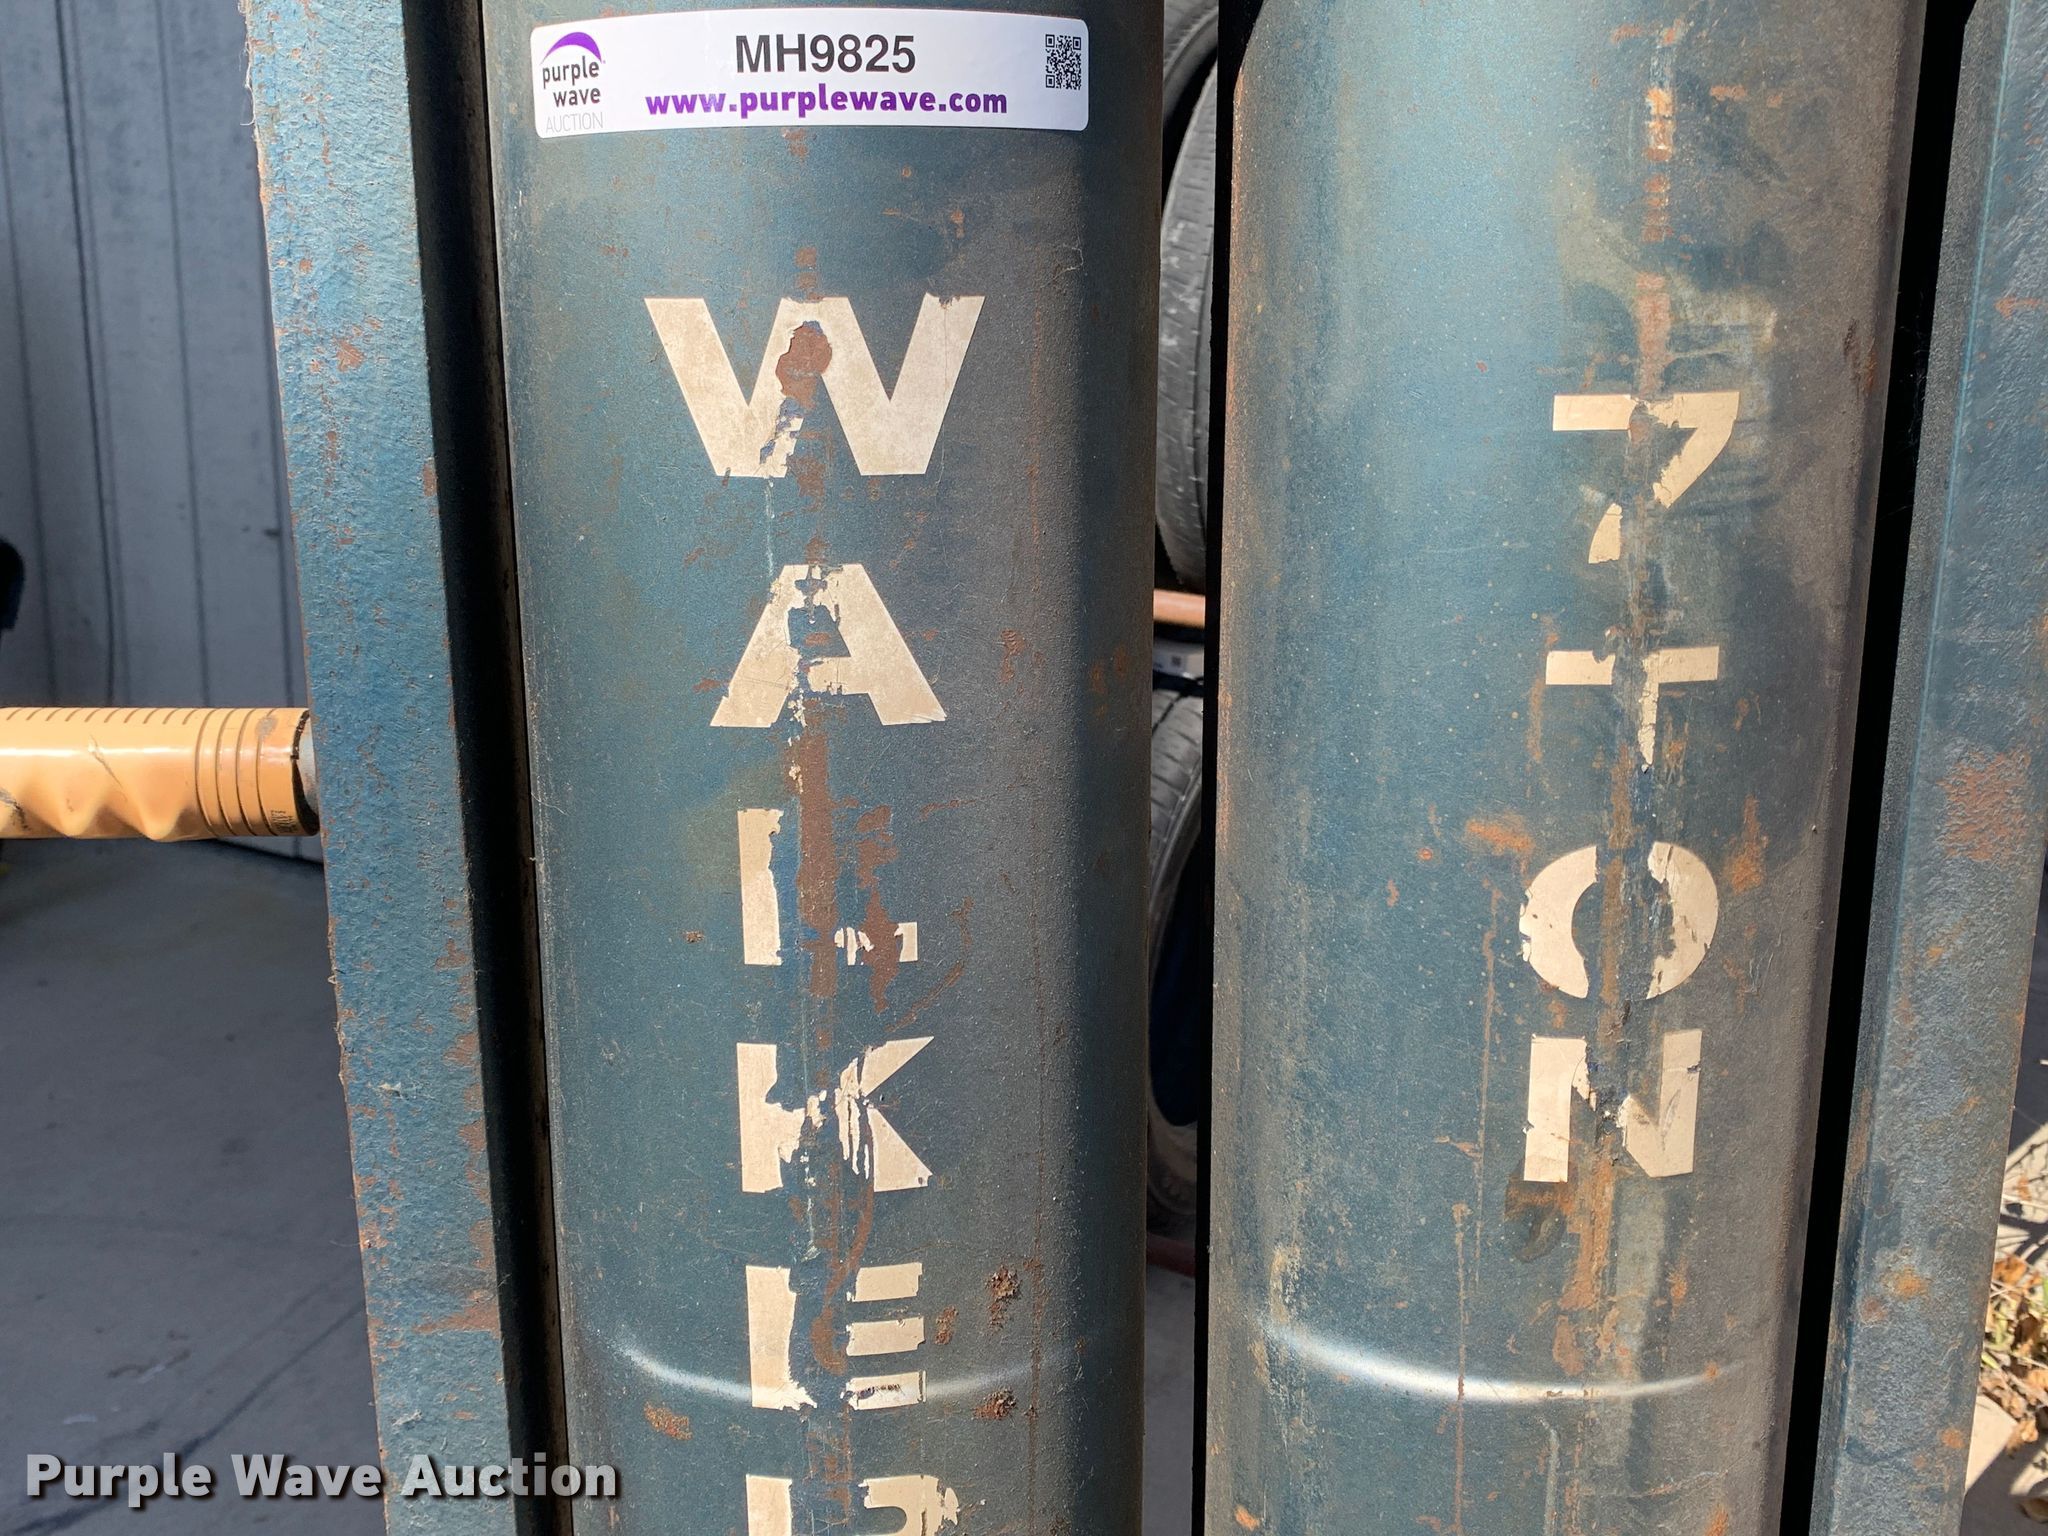 purple
wave
AUCTION
MH9825
www.purplewave.com
WALKER
7 TON
Purple Wave Auction